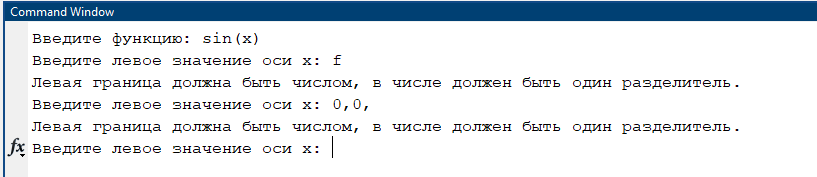 Command Window
Введите функцию: sin(x)
Введите левое значение оси x: f
Левая граница должна быть числом, в числе должен быть один разделитель.
Введите левое значение оси x: 0,0,
Левая граница должна быть числом, в числе должен быть один разделитель.
fx Введите левое значение оси x: